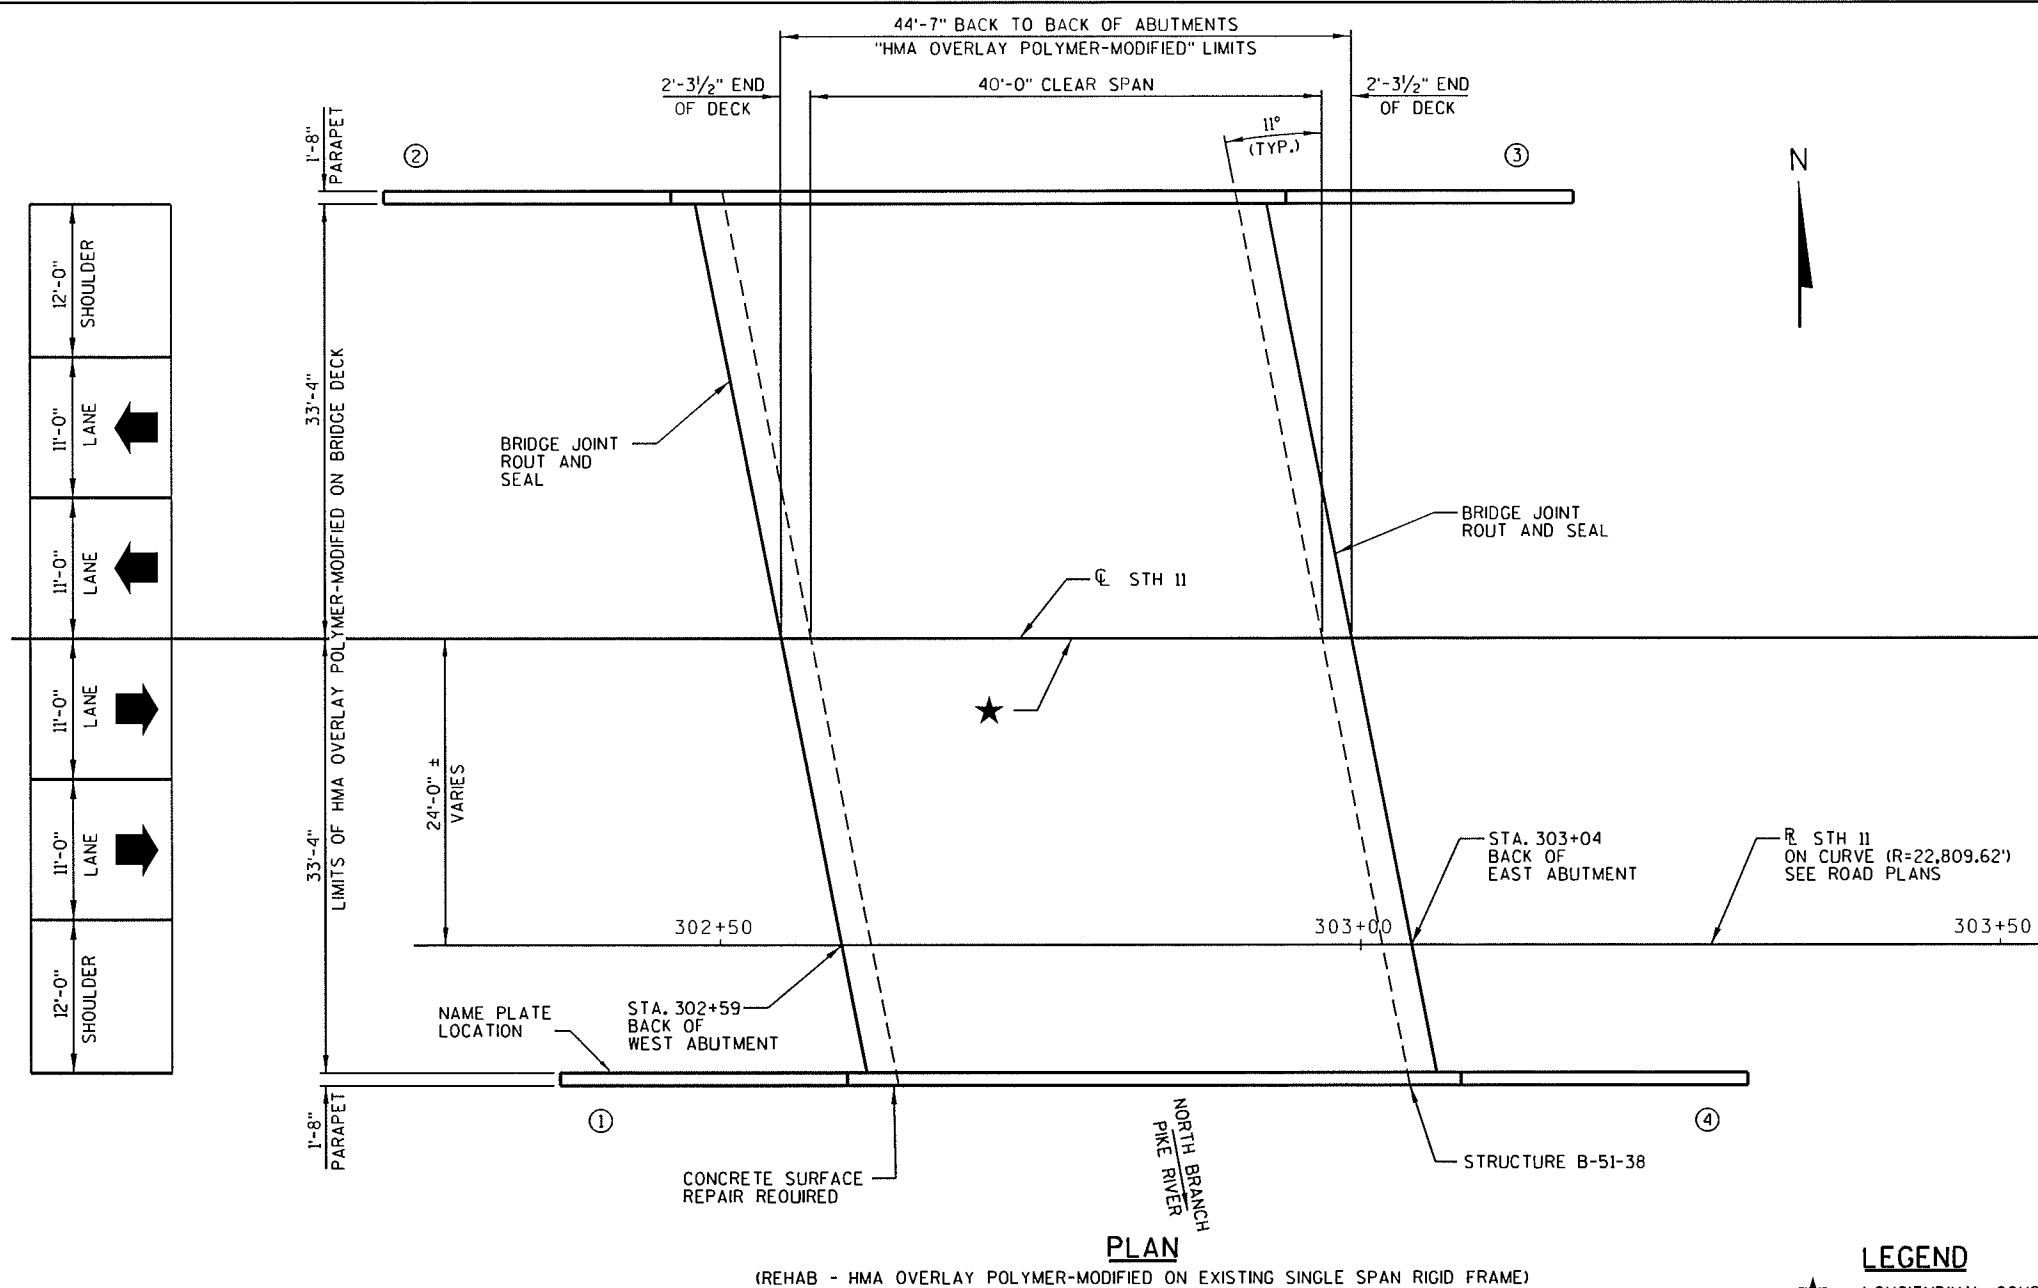 44'-7" BACK TO BACK OF ABUTMENTS
"HMA OVERLAY POLYMER-MODIFIED" LIMITS
2'-3 1/2" END
OF DECK
40'-0" CLEAR SPAN
2'-3 1/2" END
OF DECK
11°
(TYP.)
1'-8"
PARAPET
2
3
N
12'-0"
SHOULDER
11'-0"
LANE
11'-0"
LANE
11'-0"
LANE
11'-0"
LANE
12'-0"
SHOULDER
33'-4"
33'-4"
LIMITS OF HMA OVERLAY POLYMER-MODIFIED ON BRIDGE DECK
BRIDGE JOINT
ROUT AND
SEAL
BRIDGE JOINT
ROUT AND SEAL
℄ STH 11
24'-0" ±
VARIES
STA. 303+04
BACK OF
EAST ABUTMENT
RL STH 11
ON CURVE (R=22,809.62')
SEE ROAD PLANS
302+50
303+00
303+50
NAME PLATE
LOCATION
STA. 302+59
BACK OF
WEST ABUTMENT
1'-8"
PARAPET
1
4
NORTH BRANCH
PIKE RIVER
CONCRETE SURFACE
REPAIR REQUIRED
STRUCTURE B-51-38
PLAN
(REHAB - HMA OVERLAY POLYMER-MODIFIED ON EXISTING SINGLE SPAN RIGID FRAME)
LEGEND